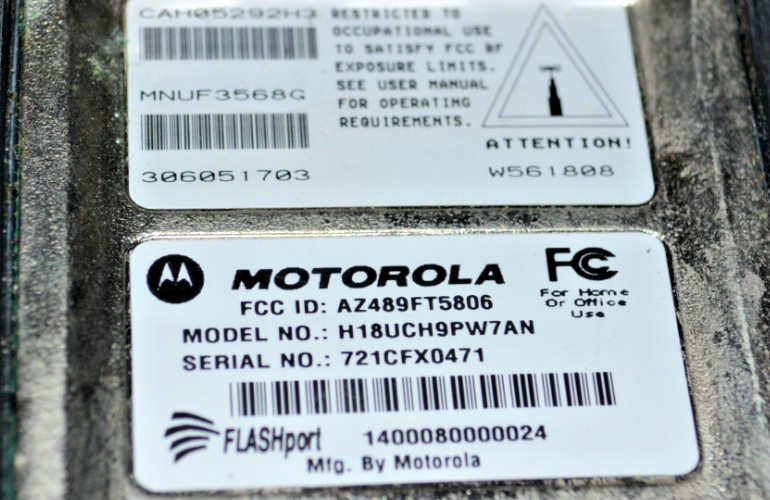 CAH05292H3
RESTRICTED TO
OCCUPATIONAL USE
TO SATISFY FCC RF
EXPOSURE LIMITS.
SEE USER MANUAL
FOR OPERATING
REQUIREMENTS.
MNUF3568G
ATTENTION!
306051703
W561808
MOTOROLA
FC
For Home
Or Office
Use
FCC ID: AZ489FT5806
MODEL NO.: H18UCH9PW7AN
SERIAL NO.: 721CFX0471
FLASHport
1400080000024
Mfg. By Motorola